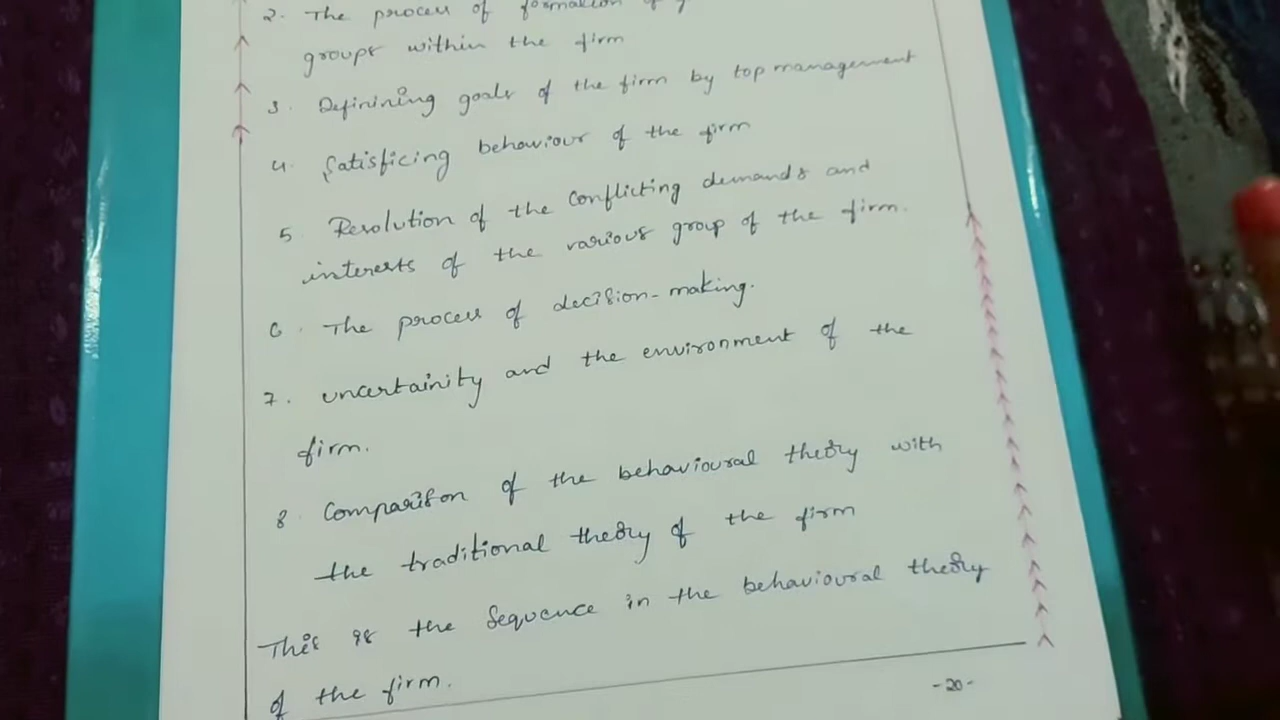 2. The process of formation of
groups within the firm
3. Definining goals of the firm by top management
4. Satisficing behaviour of the firm
5 Resolution of the conflicting demands and
interests of the various group of the firm.
6. The process of decision-making.
7. uncertainity and the environment of the
firm.
8 Comparison of the behavioural theory with
the traditional theory of the firm
This is the Sequence in the behavioural theory
of the firm.
-20-